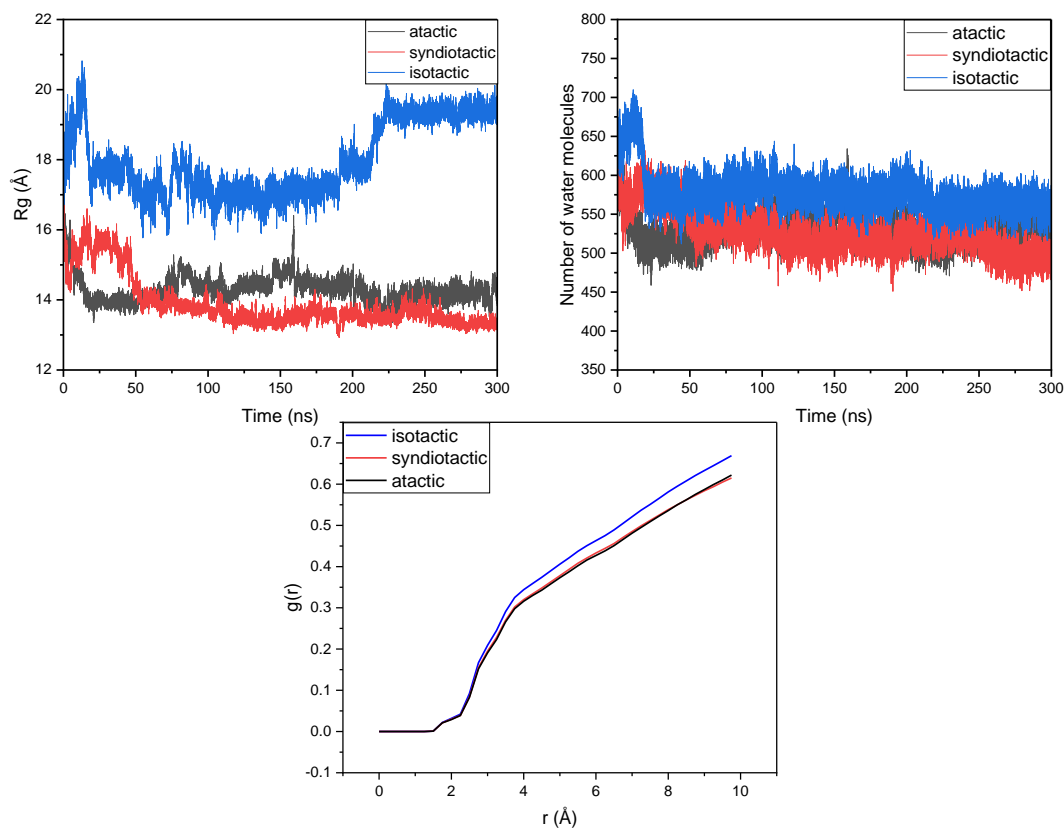 22
20
18
16
14
12
Rg (Å)
atactic
syndiotactic
isotactic
0 50 100 150 200 250 300
Time (ns)
800
750
700
650
600
550
500
450
400
350
Number of water molecules
atactic
syndiotactic
isotactic
0 50 100 150 200 250 300
Time (ns)
0.7
0.6
0.5
0.4
0.3
0.2
0.1
0.0
-0.1
g(r)
isotactic
syndiotactic
atactic
0 2 4 6 8 10
r (Å)